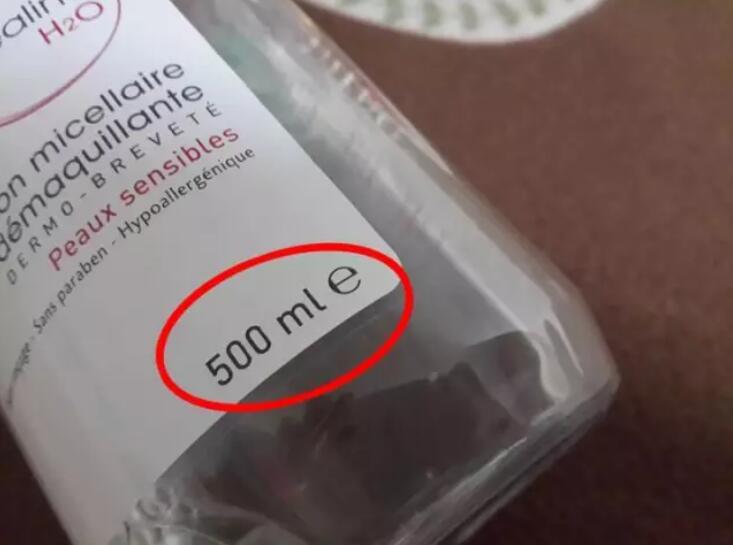 H2O
micellaire
démaquillante
DERMO-BREVETÉ
Peaux sensibles
Sans paraben - Hypoallergénique
500 ml ℮